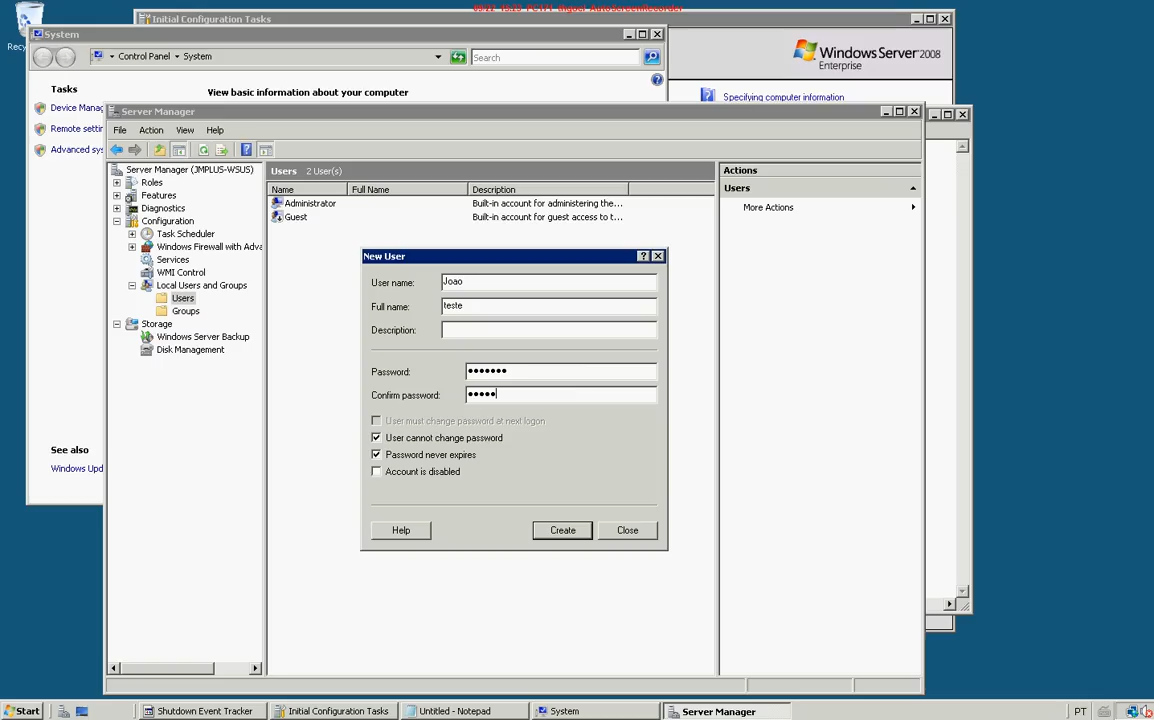 Initial Configuration Tasks
System
Control Panel
System
Search
Windows Server 2008
Enterprise
Tasks
View basic information about your computer
Specifying computer information
Device Manag
Remote settir
Advanced sys
See also
Windows Upd
Server Manager
File Action View Help
Server Manager (JMPLUS-WSUS)
Roles
Features
Diagnostics
Configuration
Task Scheduler
Windows Firewall with Adva
Services
WMI Control
Local Users and Groups
Users
Groups
Storage
Windows Server Backup
Disk Management
Users 2 User(s)
Name Full Name Description
Administrator Built-in account for administering the...
Guest Built-in account for guest access to t...
Actions
Users
More Actions
New User
User name: Joao
Full name: teste
Description:
Password: •••••••
Confirm password: •••••
User must change password at next logon
User cannot change password
Password never expires
Account is disabled
Help Create Close
Start
Shutdown Event Tracker
Initial Configuration Tasks
Untitled - Notepad
System
Server Manager
PT